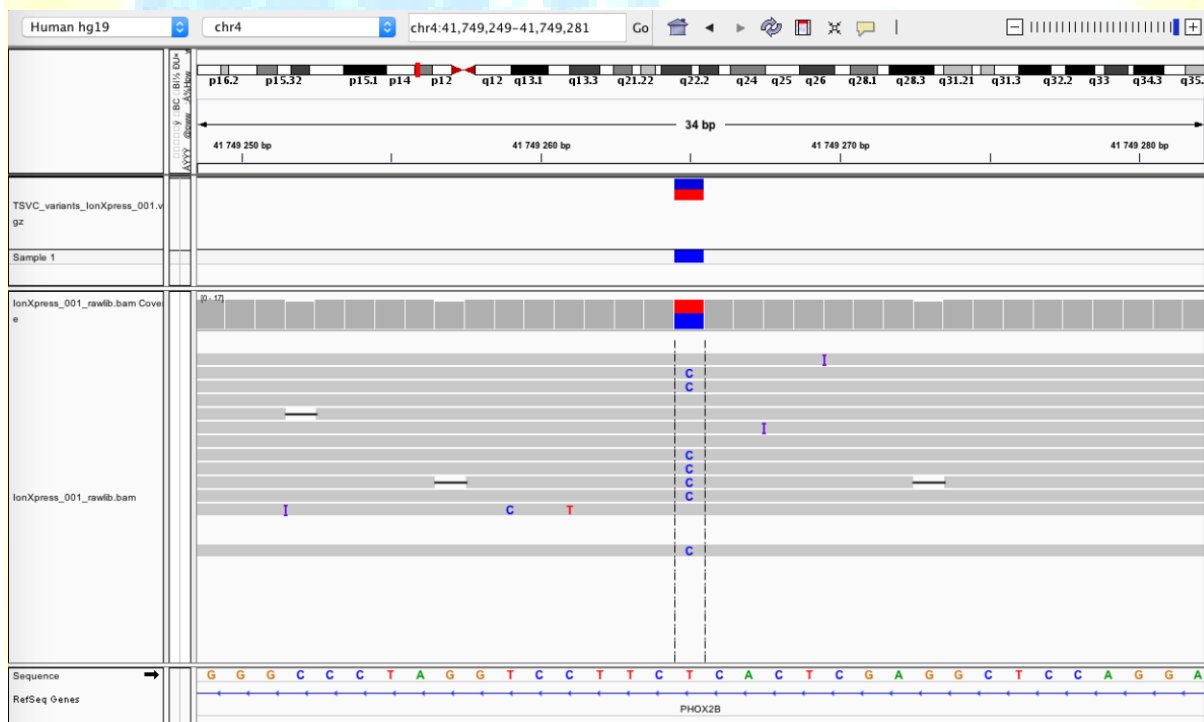 Human hg19 chr4 chr4:41,749,249-41,749,281 Go
p16.2 p15.32 p15.1 p14 p12 q12 q13.1 q13.3 q21.22 q22.2 q24 q25 q26 q28.1 q28.3 q31.21 q31.3 q32.2 q33 q34.3 q35.
34 bp
41 749 250 bp 41 749 260 bp 41 749 270 bp 41 749 280 bp
TSVC_variants_IonXpress_001.v
gz
Sample 1
IonXpress_001_rawlib.bam Cove
e
[0 - 17]
I
C
C
I
C
C
C
IonXpress_001_rawlib.bam
C
I C T
C
Sequence G G G C C C T A G G T C C T T C T C A C T C G A G G C T C C A G G A
RefSeq Genes
PHOX2B